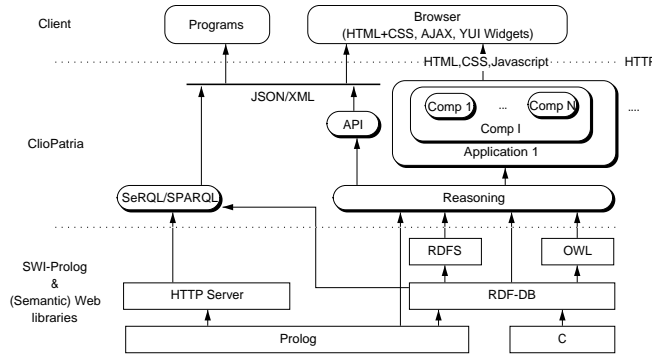 Client
Programs
Browser
(HTML+CSS, AJAX, YUI Widgets)
HTML,CSS,Javascript
HTTP
JSON/XML
API
Comp 1
...
Comp N
Comp I
Application 1
....
ClioPatria
SeRQL/SPARQL
Reasoning
RDFS
OWL
SWI-Prolog
&
(Semantic) Web
libraries
HTTP Server
RDF-DB
Prolog
C